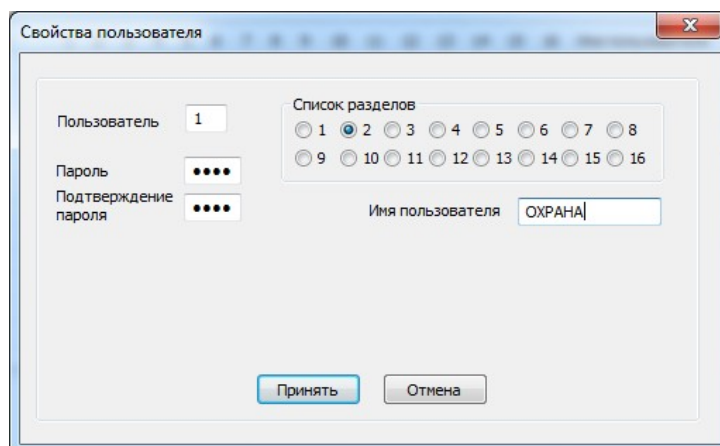 Свойства пользователя
Пользователь 1
Список разделов
1 2 3 4 5 6 7 8
9 10 11 12 13 14 15 16
Пароль ●●●●
Подтверждение
пароля ●●●●
Имя пользователя ОХРАНА
Принять Отмена